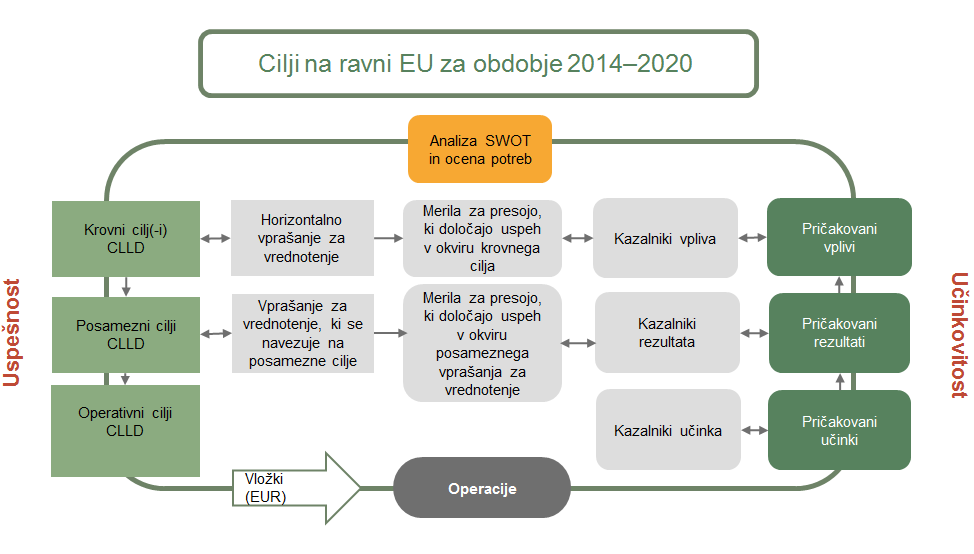 Cilji na ravni EU za obdobje 2014–2020
Analiza SWOT
in ocena potreb
Krovni cilj(-i)
CLLD
Horizontalno
vprašanje za
vrednotenje
Merila za presojo,
ki določajo uspeh
v okviru krovnega
cilja
Kazalniki vpliva
Pričakovani
vplivi
Uspešnost
Posamezni cilji
CLLD
Vprašanje za
vrednotenje, ki se
navezuje na
posamezne cilje
Merila za presojo,
ki določajo uspeh
v okviru
posameznega
vprašanja za
vrednotenje
Kazalniki
rezultata
Pričakovani
rezultati
Učinkovitost
Operativni cilji
CLLD
Kazalniki učinka
Pričakovani
učinki
Vložki
(EUR)
Operacije